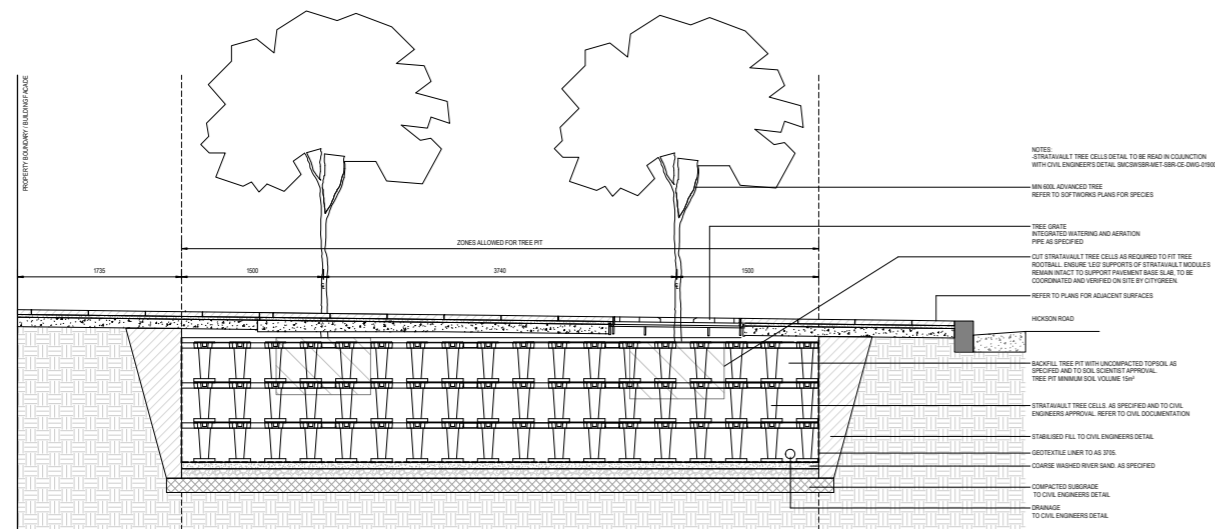 PROPERTY BOUNDARY / BUILDING FACADE
NOTES:
-STRATAVAULT TREE CELLS DETAIL TO BE READ IN COJUNCTION
WITH CIVIL ENGINEER'S DETAIL
MIN 600L ADVANCED TREE
REFER TO SOFTWORKS PLANS FOR SPECIES
TREE GRATE
INTEGRATED WATERING AND AERATION
PIPE AS SPECIFIED
ZONES ALLOWED FOR TREE PIT
CUT STRATAVAULT TREE CELLS AS REQUIRED TO FIT TREE
ROOTBALL. ENSURE 'LEG' SUPPORTS OF STRATAVAULT MODULES
REMAIN INTACT TO SUPPORT PAVEMENT BASE SLAB, TO BE
COORDINATED AND VERIFIED ON SITE BY CITYGREEN.
1735
1500
3740
1500
REFER TO PLANS FOR ADJACENT SURFACES
HICKSON ROAD
BACKFILL TREE PIT WITH UNCOMPACTED TOPSOIL AS
SPECIFED AND TO SOIL SCIENTIST APPROVAL.
TREE PIT MINIMUM SOIL VOLUME
STRATAVAULT TREE CELLS. AS SPECIFIED AND TO CIVIL
ENGINEERS APPROVAL. REFER TO CIVIL DOCUMENTATION
STABILISED FILL TO CIVIL ENGINEERS DETAIL
GEOTEXTILE LINER TO AS 3705.
COARSE WASHED RIVER SAND. AS SPECIFIED
COMPACTED SUBGRADE
TO CIVIL ENGINEERS DETAIL
DRAINAGE
TO CIVIL ENGINEERS DETAIL